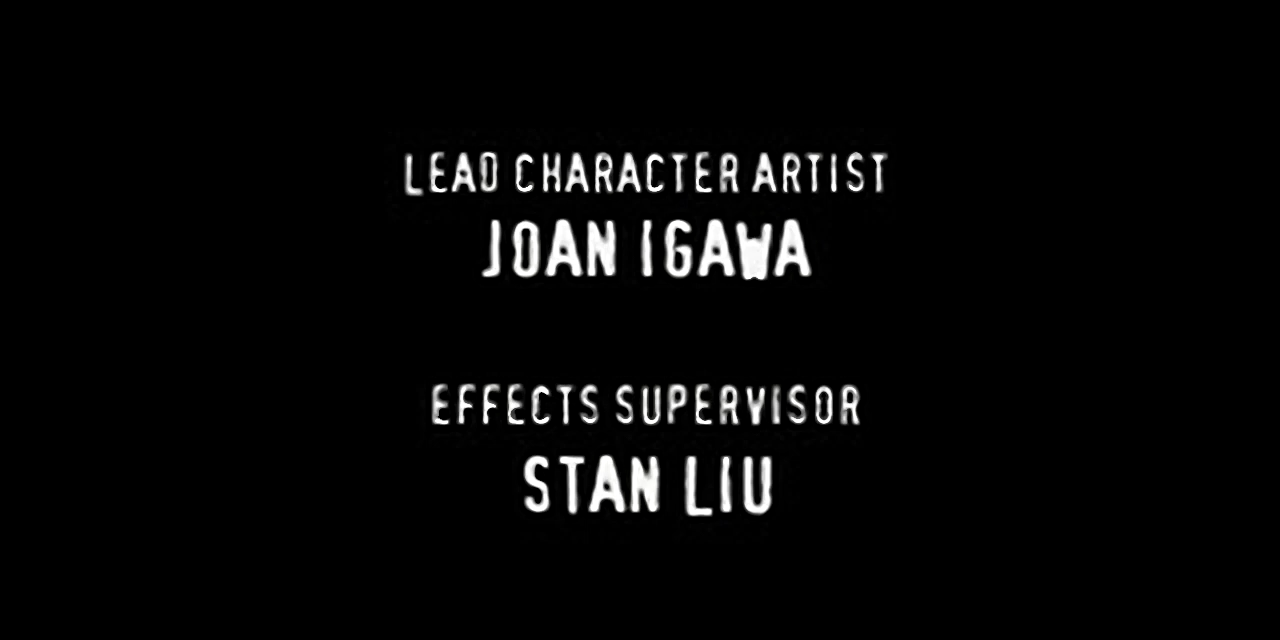 LEAD CHARACTER ARTIST
JOAN IGAWA
EFFECTS SUPERVISOR
STAN LIU